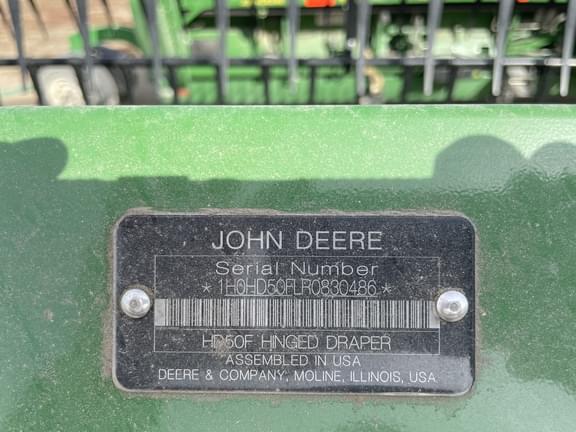 JOHN DEERE
Serial Number
*1H0HD50FLR0830486*
HD50F HINGED DRAPER
ASSEMBLED IN USA
DEERE & COMPANY, MOLINE, ILLINOIS, USA